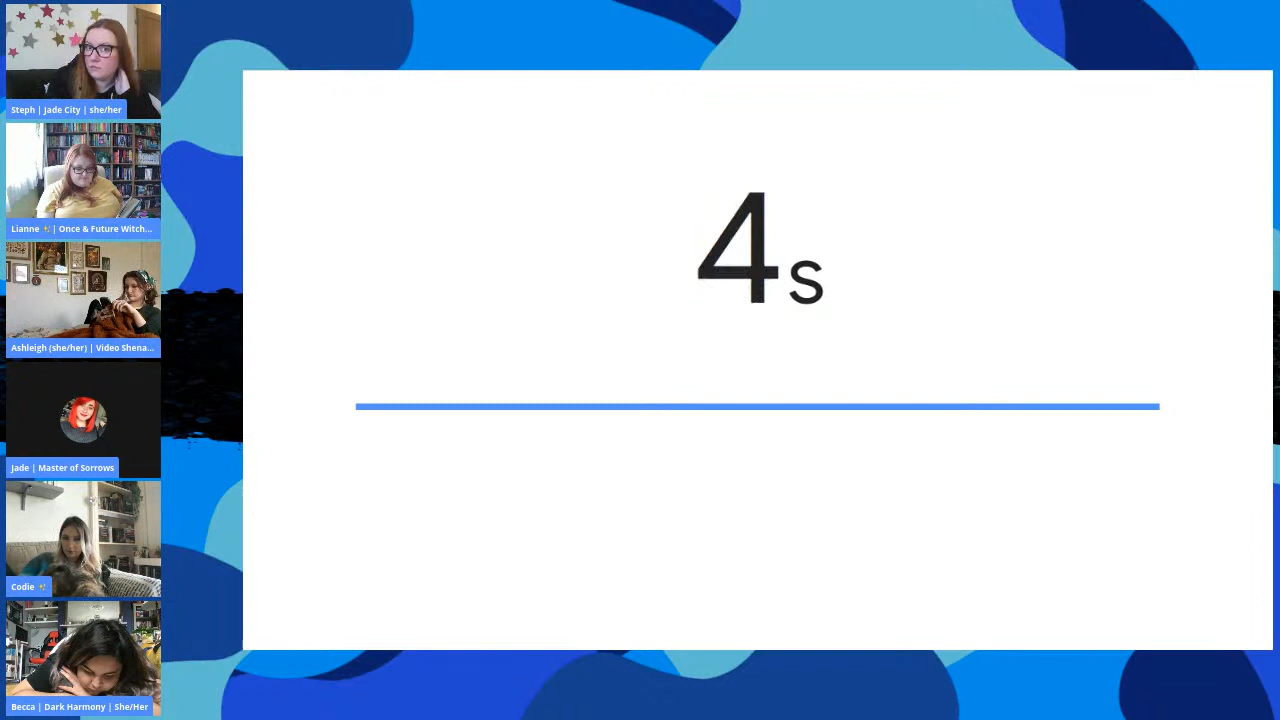 Steph | Jade City | she/her
Lianne ✨ | Once & Future Witch...
Ashleigh (she/her) | Video Shena...
Jade | Master of Sorrows
Codie ✨
Becca | Dark Harmony | She/Her
4s